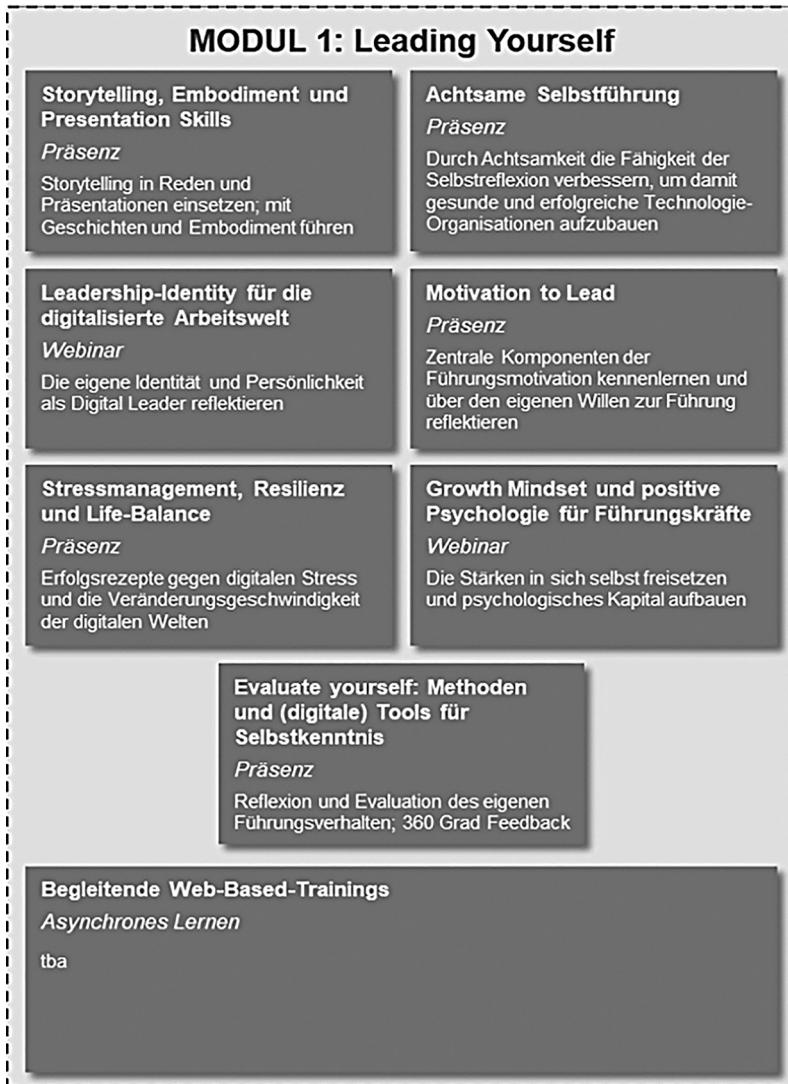 MODUL 1: Leading Yourself
Storytelling, Embodiment und
Presentation Skills
Präsenz
Storytelling in Reden und
Präsentationen einsetzen; mit
Geschichten und Embodiment führen
Achtsame Selbstführung
Präsenz
Durch Achtsamkeit die Fähigkeit der
Selbstreflexion verbessern, um damit
gesunde und erfolgreiche Technologie-
Organisationen aufzubauen
Leadership-Identity für die
digitalisierte Arbeitswelt
Webinar
Die eigene Identität und Persönlichkeit
als Digital Leader reflektieren
Motivation to Lead
Präsenz
Zentrale Komponenten der
Führungsmotivation kennenlernen und
über den eigenen Willen zur Führung
reflektieren
Stressmanagement, Resilienz
und Life-Balance
Präsenz
Erfolgsrezepte gegen digitalen Stress
und die Veränderungsgeschwindigkeit
der digitalen Welten
Growth Mindset und positive
Psychologie für Führungskräfte
Webinar
Die Stärken in sich selbst freisetzen
und psychologisches Kapital aufbauen
Evaluate yourself: Methoden
und (digitale) Tools für
Selbstkenntnis
Präsenz
Reflexion und Evaluation des eigenen
Führungsverhalten; 360 Grad Feedback
Begleitende Web-Based-Trainings
Asynchrones Lernen
tba